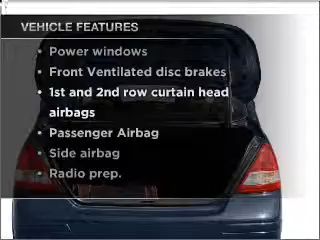 VEHICLE FEATURES
• Power windows
• Front Ventilated disc brakes
• 1st and 2nd row curtain head
airbags
• Passenger Airbag
• Side airbag
• Radio prep.